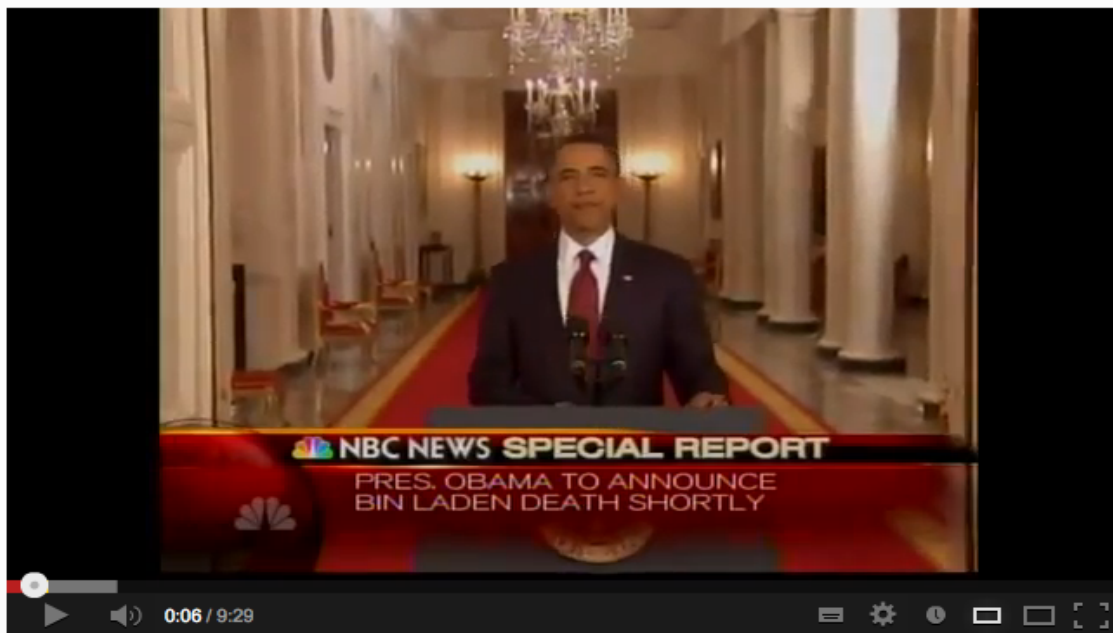 NBC NEWS SPECIAL REPORT
PRES. OBAMA TO ANNOUNCE
BIN LADEN DEATH SHORTLY
0:06 / 9:29